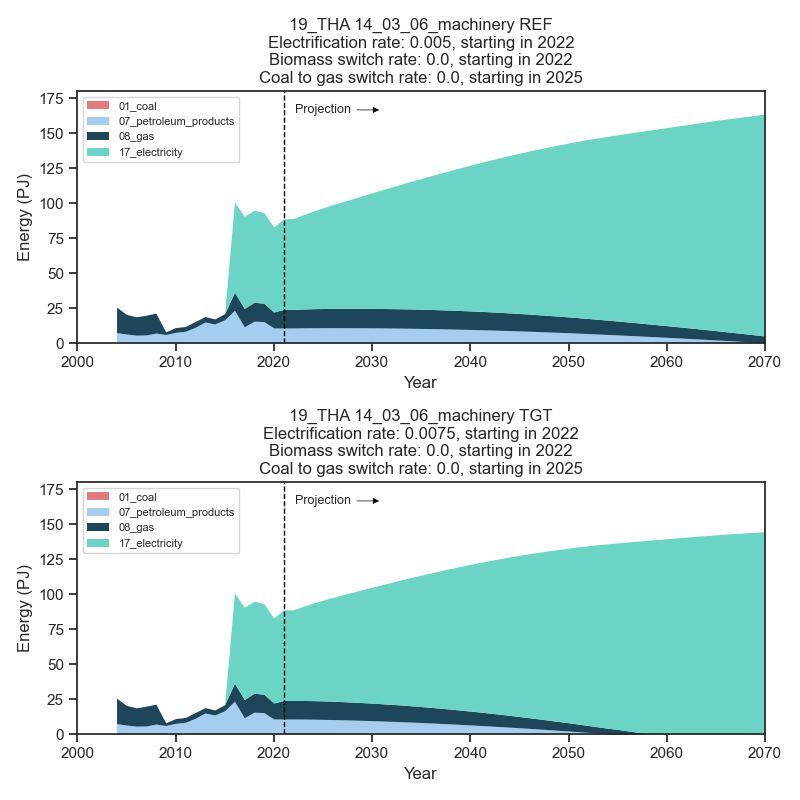 19_THA 14_03_06_machinery REF
Electrification rate: 0.005, starting in 2022
Biomass switch rate: 0.0, starting in 2022
Coal to gas switch rate: 0.0, starting in 2025
175
150
125
100
75
50
25
0
Energy (PJ)
01_coal
07_petroleum_products
08_gas
17_electricity
Projection
2000 2010 2020 2030 2040 2050 2060 2070
Year
19_THA 14_03_06_machinery TGT
Electrification rate: 0.0075, starting in 2022
Biomass switch rate: 0.0, starting in 2022
Coal to gas switch rate: 0.0, starting in 2025
175
150
125
100
75
50
25
0
Energy (PJ)
01_coal
07_petroleum_products
08_gas
17_electricity
Projection
2000 2010 2020 2030 2040 2050 2060 2070
Year